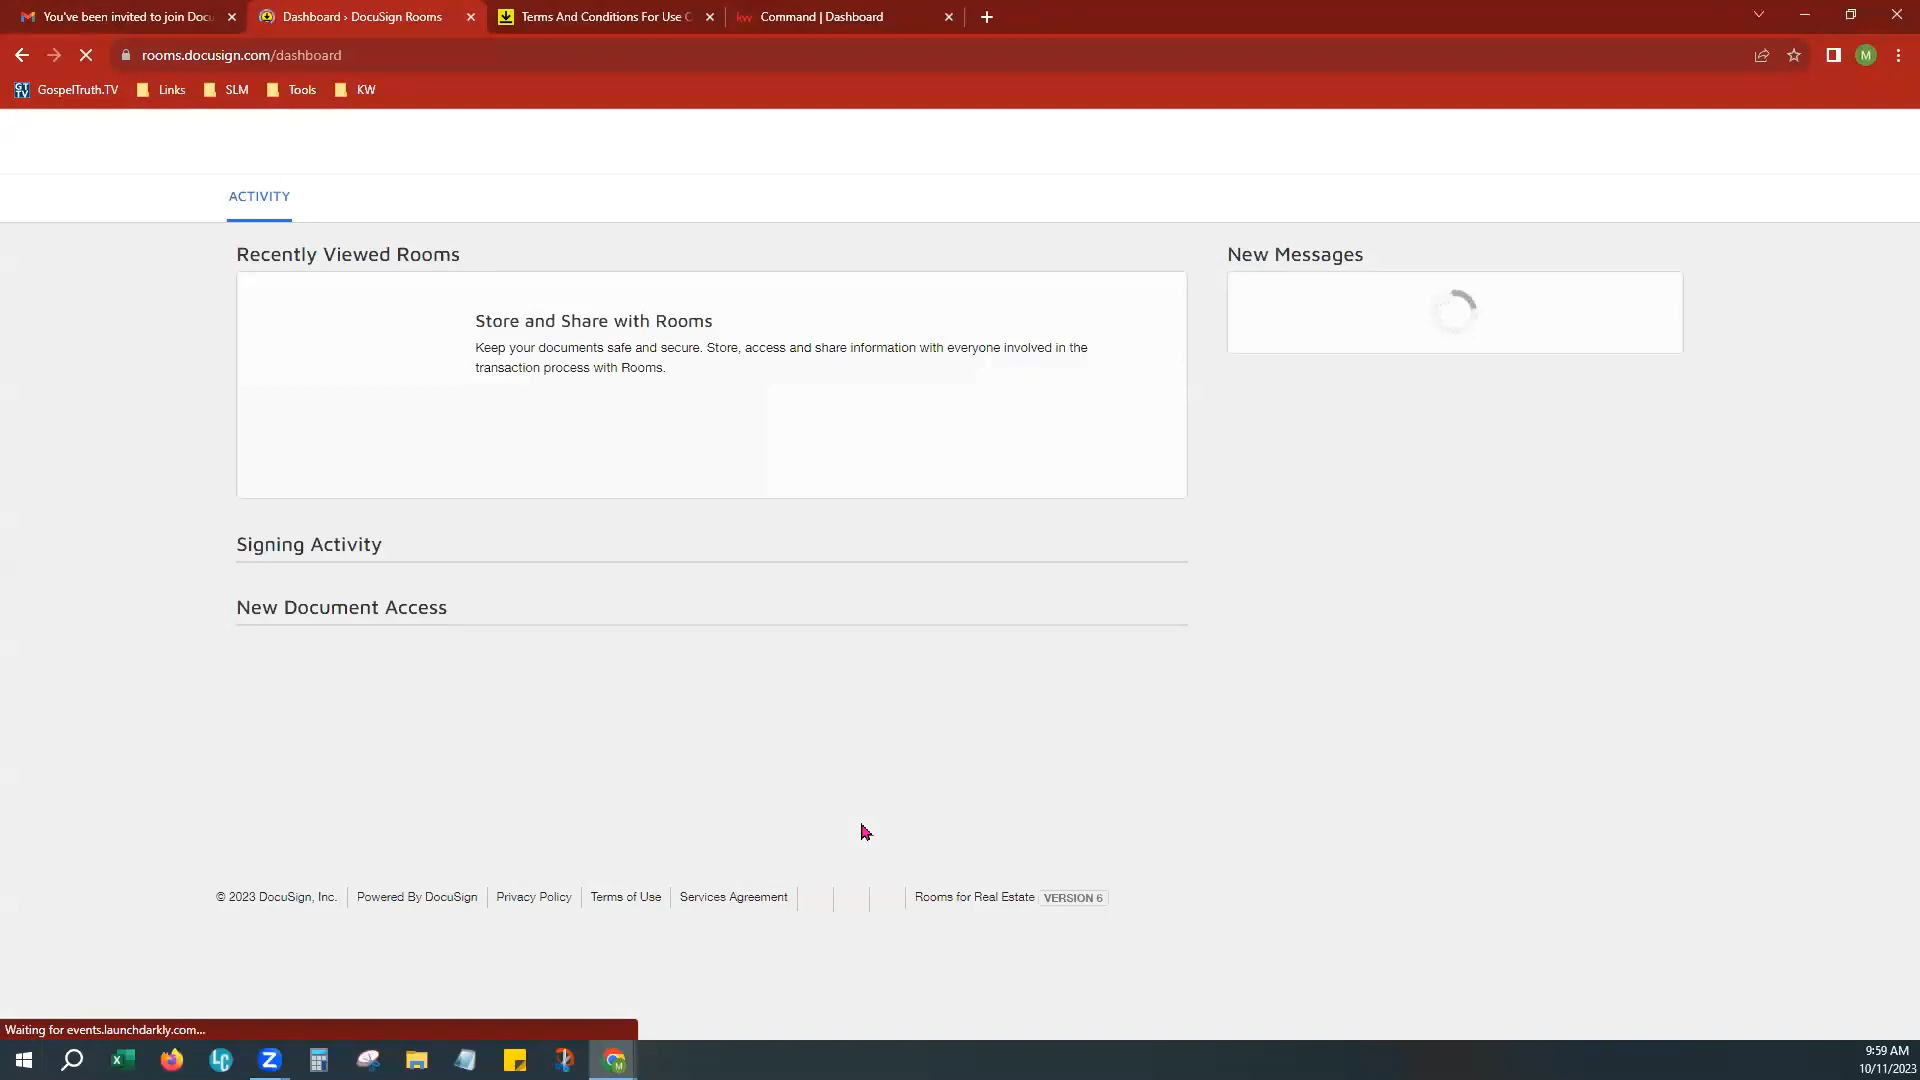 You've been invited to join Docu
Dashboard › DocuSign Rooms
Terms And Conditions For Use C
kw
Command | Dashboard
rooms.docusign.com/dashboard
M
GT TV
GospelTruth.TV
Links
SLM
Tools
KW
ACTIVITY
Recently Viewed Rooms
New Messages
Store and Share with Rooms
Keep your documents safe and secure. Store, access and share information with everyone involved in the
transaction process with Rooms.
Signing Activity
New Document Access
© 2023 DocuSign, Inc.
Powered By DocuSign
Privacy Policy
Terms of Use
Services Agreement
Rooms for Real Estate VERSION 6
Waiting for events.launchdarkly.com...
9:59 AM
10/11/2023